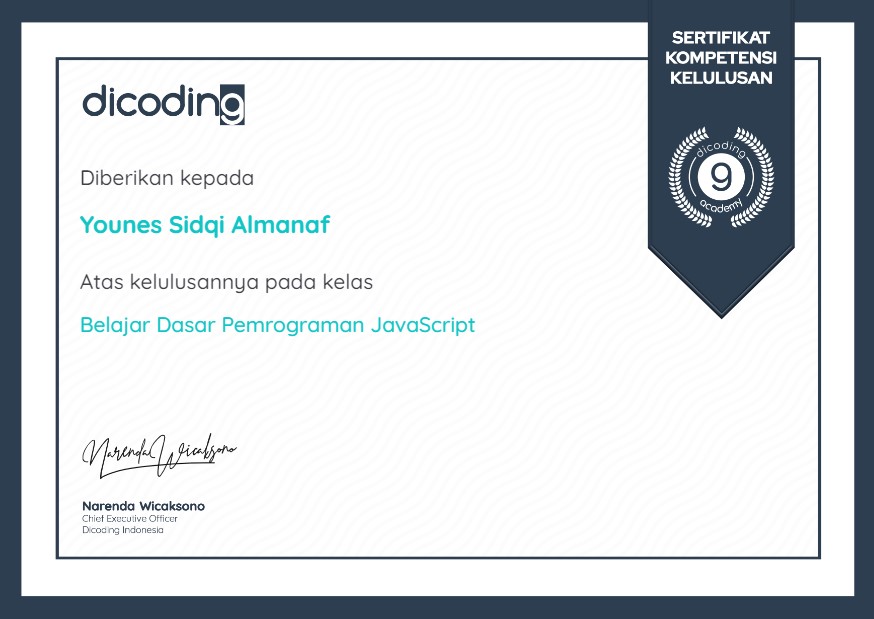 SERTIFIKAT
KOMPETENSI
KELULUSAN
dicoding
dicoding
9
academy
Diberikan kepada
Younes Sidqi Almanaf
Atas kelulusannya pada kelas
Belajar Dasar Pemrograman JavaScript
Narenda Wicaksono
Narenda Wicaksono
Chief Executive Officer
Dicoding Indonesia